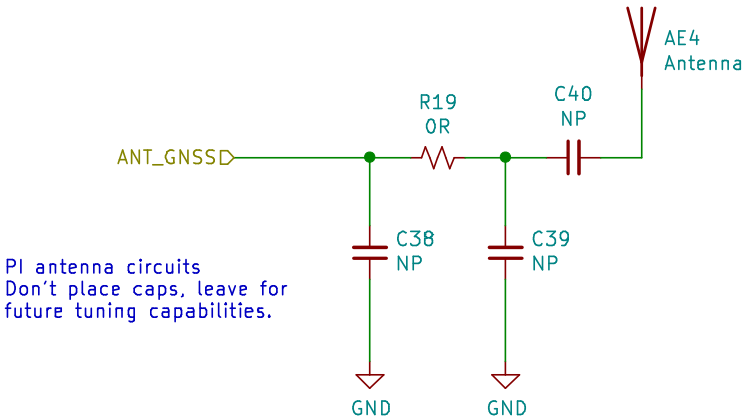 AE4
Antenna
C40
NP
R19
0R
ANT_GNSS
C38
NP
C39
NP
PI antenna circuits
Don't place caps, leave for
future tuning capabilities.
GND
GND